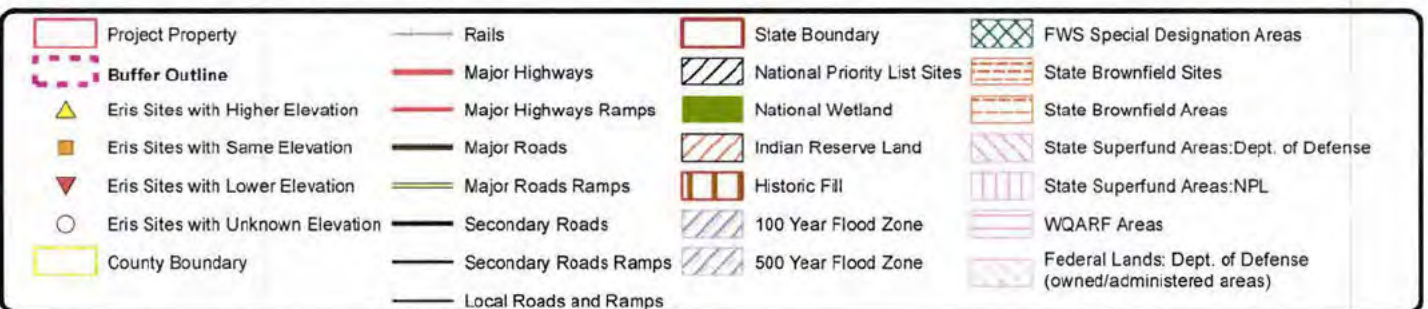 Project Property
Buffer Outline
Eris Sites with Higher Elevation
Eris Sites with Same Elevation
Eris Sites with Lower Elevation
Eris Sites with Unknown Elevation
County Boundary
Rails
Major Highways
Major Highways Ramps
Major Roads
Major Roads Ramps
Secondary Roads
Secondary Roads Ramps
Local Roads and Ramps
State Boundary
National Priority List Sites
National Wetland
Indian Reserve Land
Historic Fill
100 Year Flood Zone
500 Year Flood Zone
FWS Special Designation Areas
State Brownfield Sites
State Brownfield Areas
State Superfund Areas:Dept. of Defense
State Superfund Areas:NPL
WQARF Areas
Federal Lands: Dept. of Defense
(owned/administered areas)